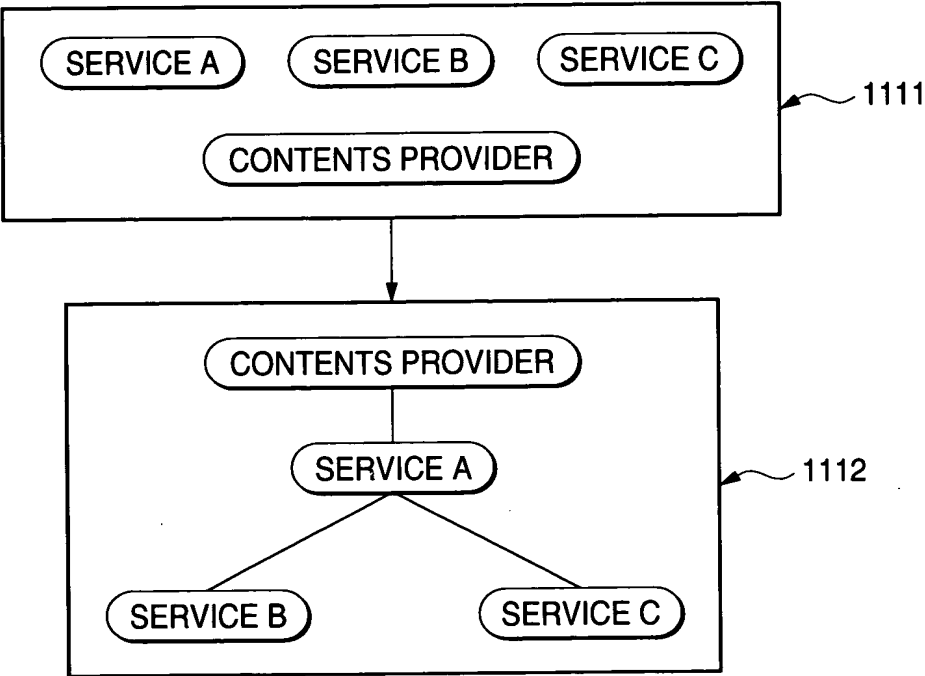 SERVICE A
SERVICE B
SERVICE C
1111
CONTENTS PROVIDER
CONTENTS PROVIDER
SERVICE A
1112
SERVICE B
SERVICE C